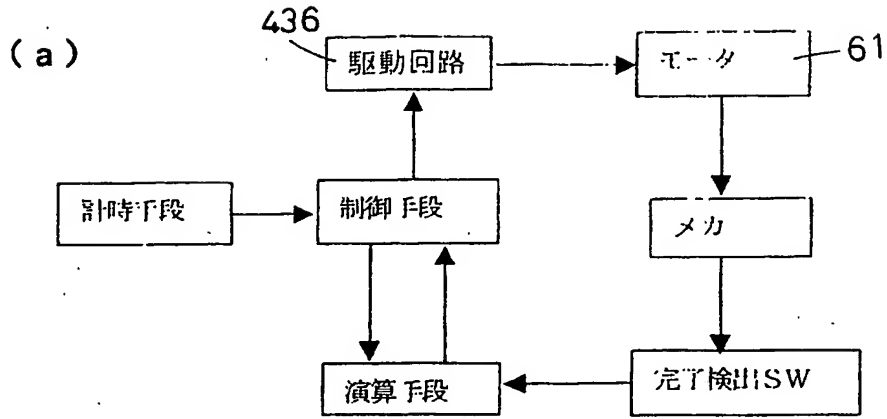 (a)
436
駆動回路
モータ
61
計時手段
制御手段
メカ
演算手段
完了検出SW